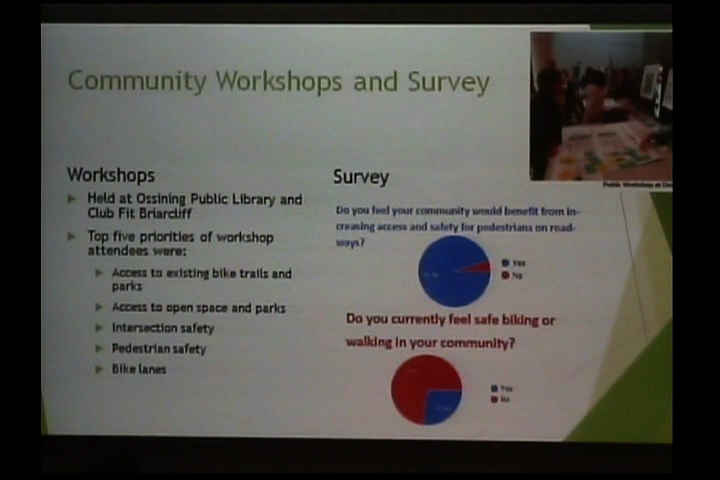 Community Workshops and Survey
Workshops
Held at Ossining Public Library and
Club Fit Briarcliff
Top five priorities of workshop
attendees were:
Access to existing bike trails and
parks
Access to open space and parks
Intersection safety
Pedestrian safety
Bike lanes
Public Workshop at
Survey
Do you feel your community would benefit from in-
creasing access and safety for pedestrians on road-
ways?
Yes
No
Do you currently feel safe biking or
walking in your community?
Yes
No